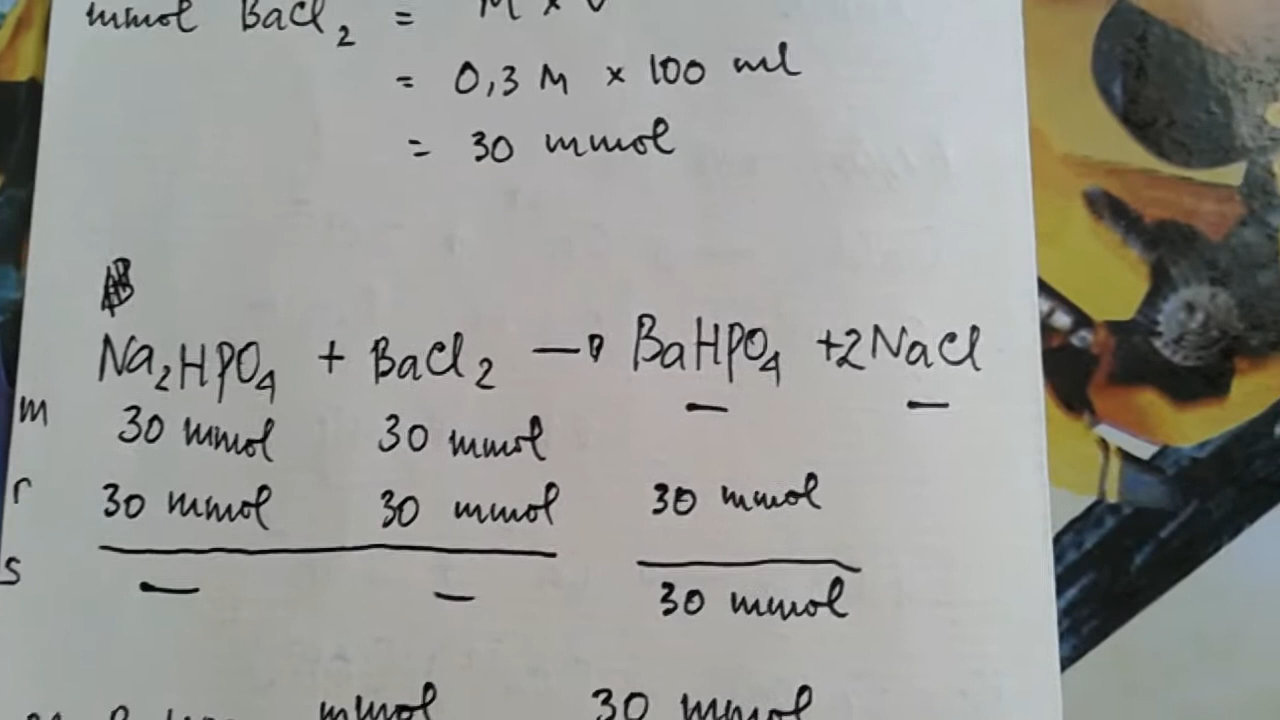 mmol BaCl2 = M x V
= 0,3 M x 100 ml
= 30 mmol
Na2HPO4 + BaCl2 → BaHPO4 +2NaCl
m 30 mmol 30 mmol — —
r 30 mmol 30 mmol 30 mmol
s — — 30 mmol
mmol 30 mmol